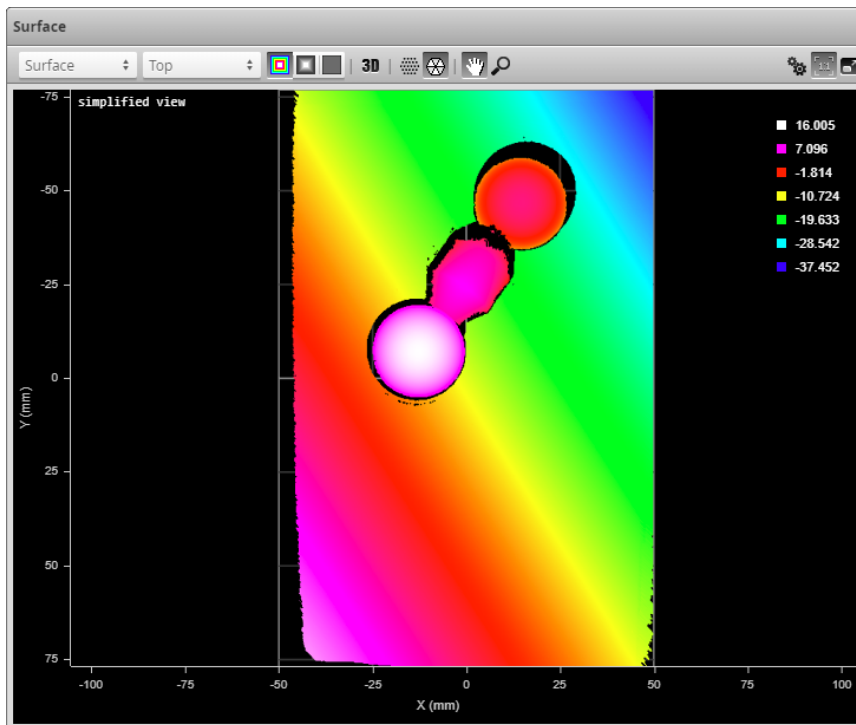 Surface
Surface Top 3D 1:1
simplified view
16.005
7.096
-1.814
-10.724
-19.633
-28.542
-37.452
-75
-50
-25
0
25
50
75
Y (mm)
-100 -75 -50 -25 0 25 50 75 100
X (mm)